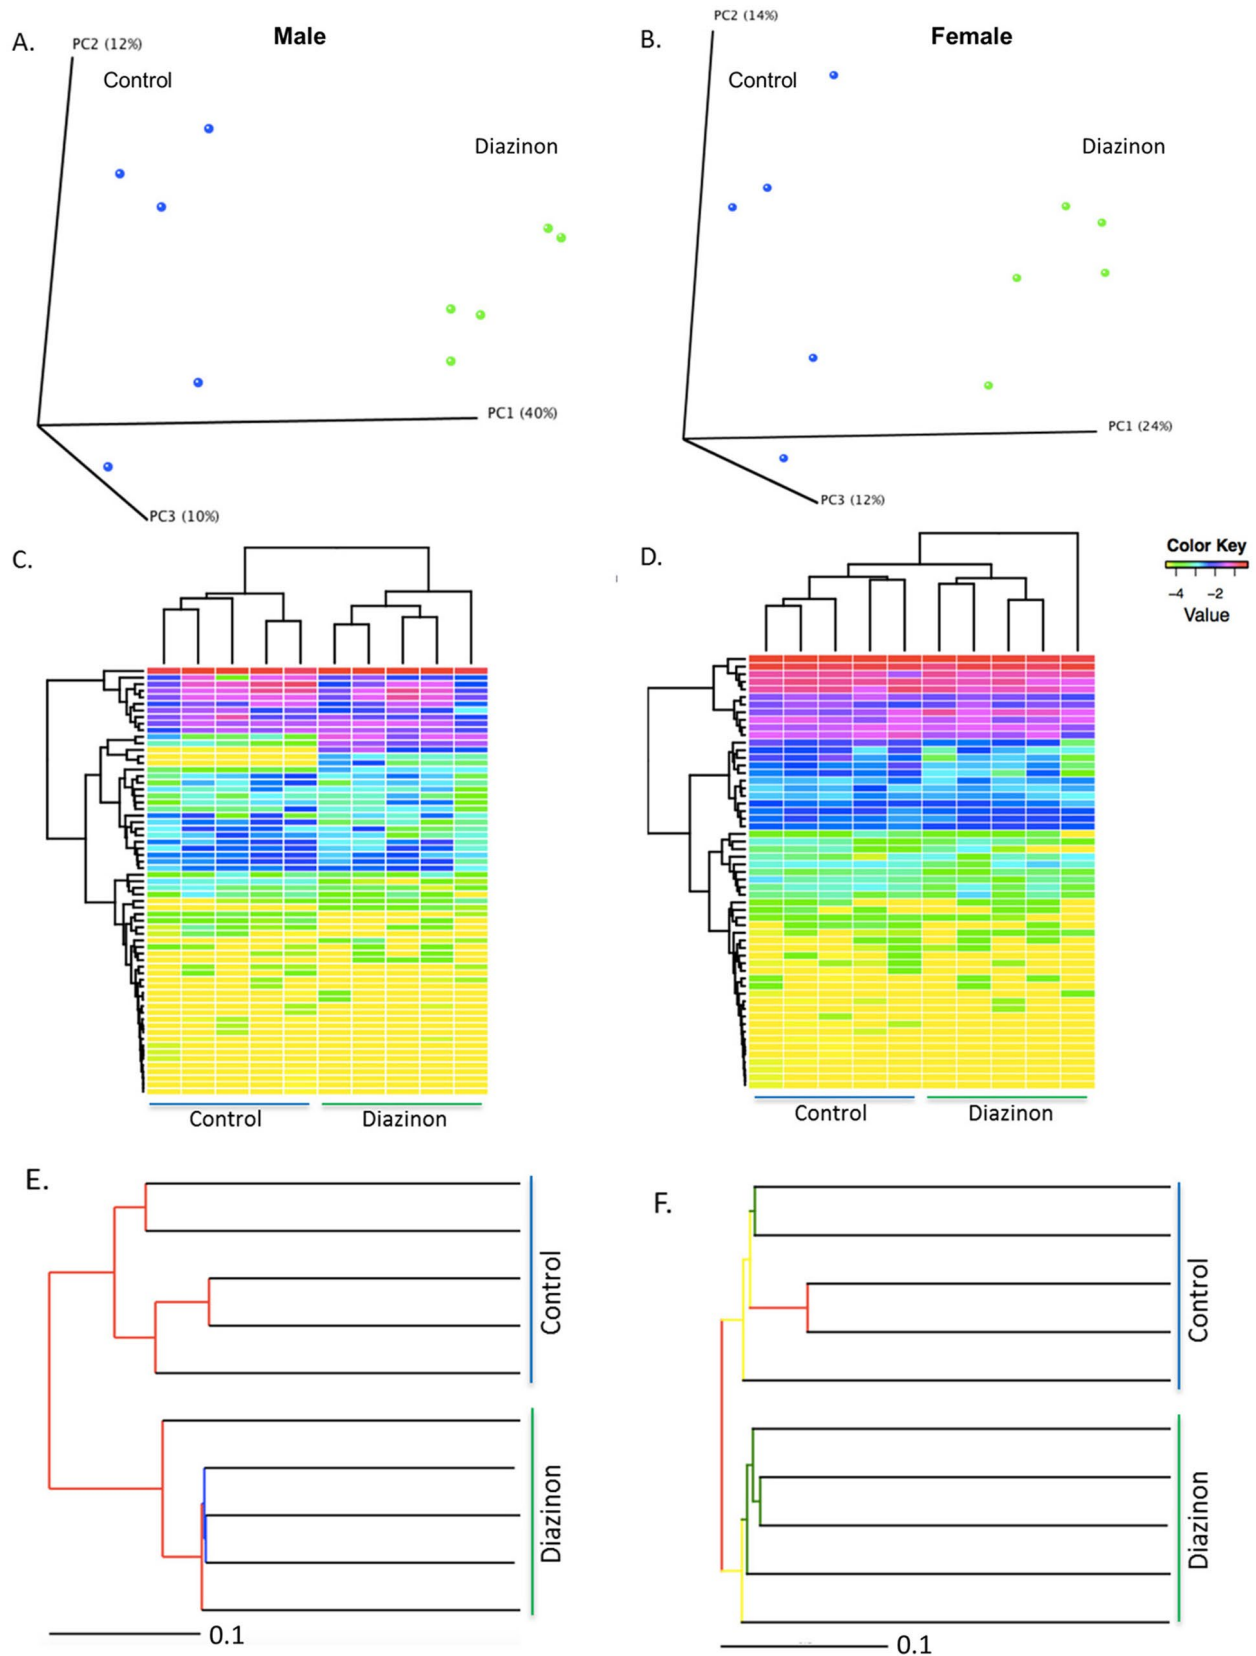 A.
Male
PC2 (12%)
Control
Diazinon
PC1 (40%)
PC3 (10%)
B.
Female
PC2 (14%)
Control
Diazinon
PC1 (24%)
PC3 (12%)
C.
Control
Diazinon
D.
Color Key
−4 −2
Value
Control
Diazinon
E.
Control
Diazinon
0.1
F.
Control
Diazinon
0.1